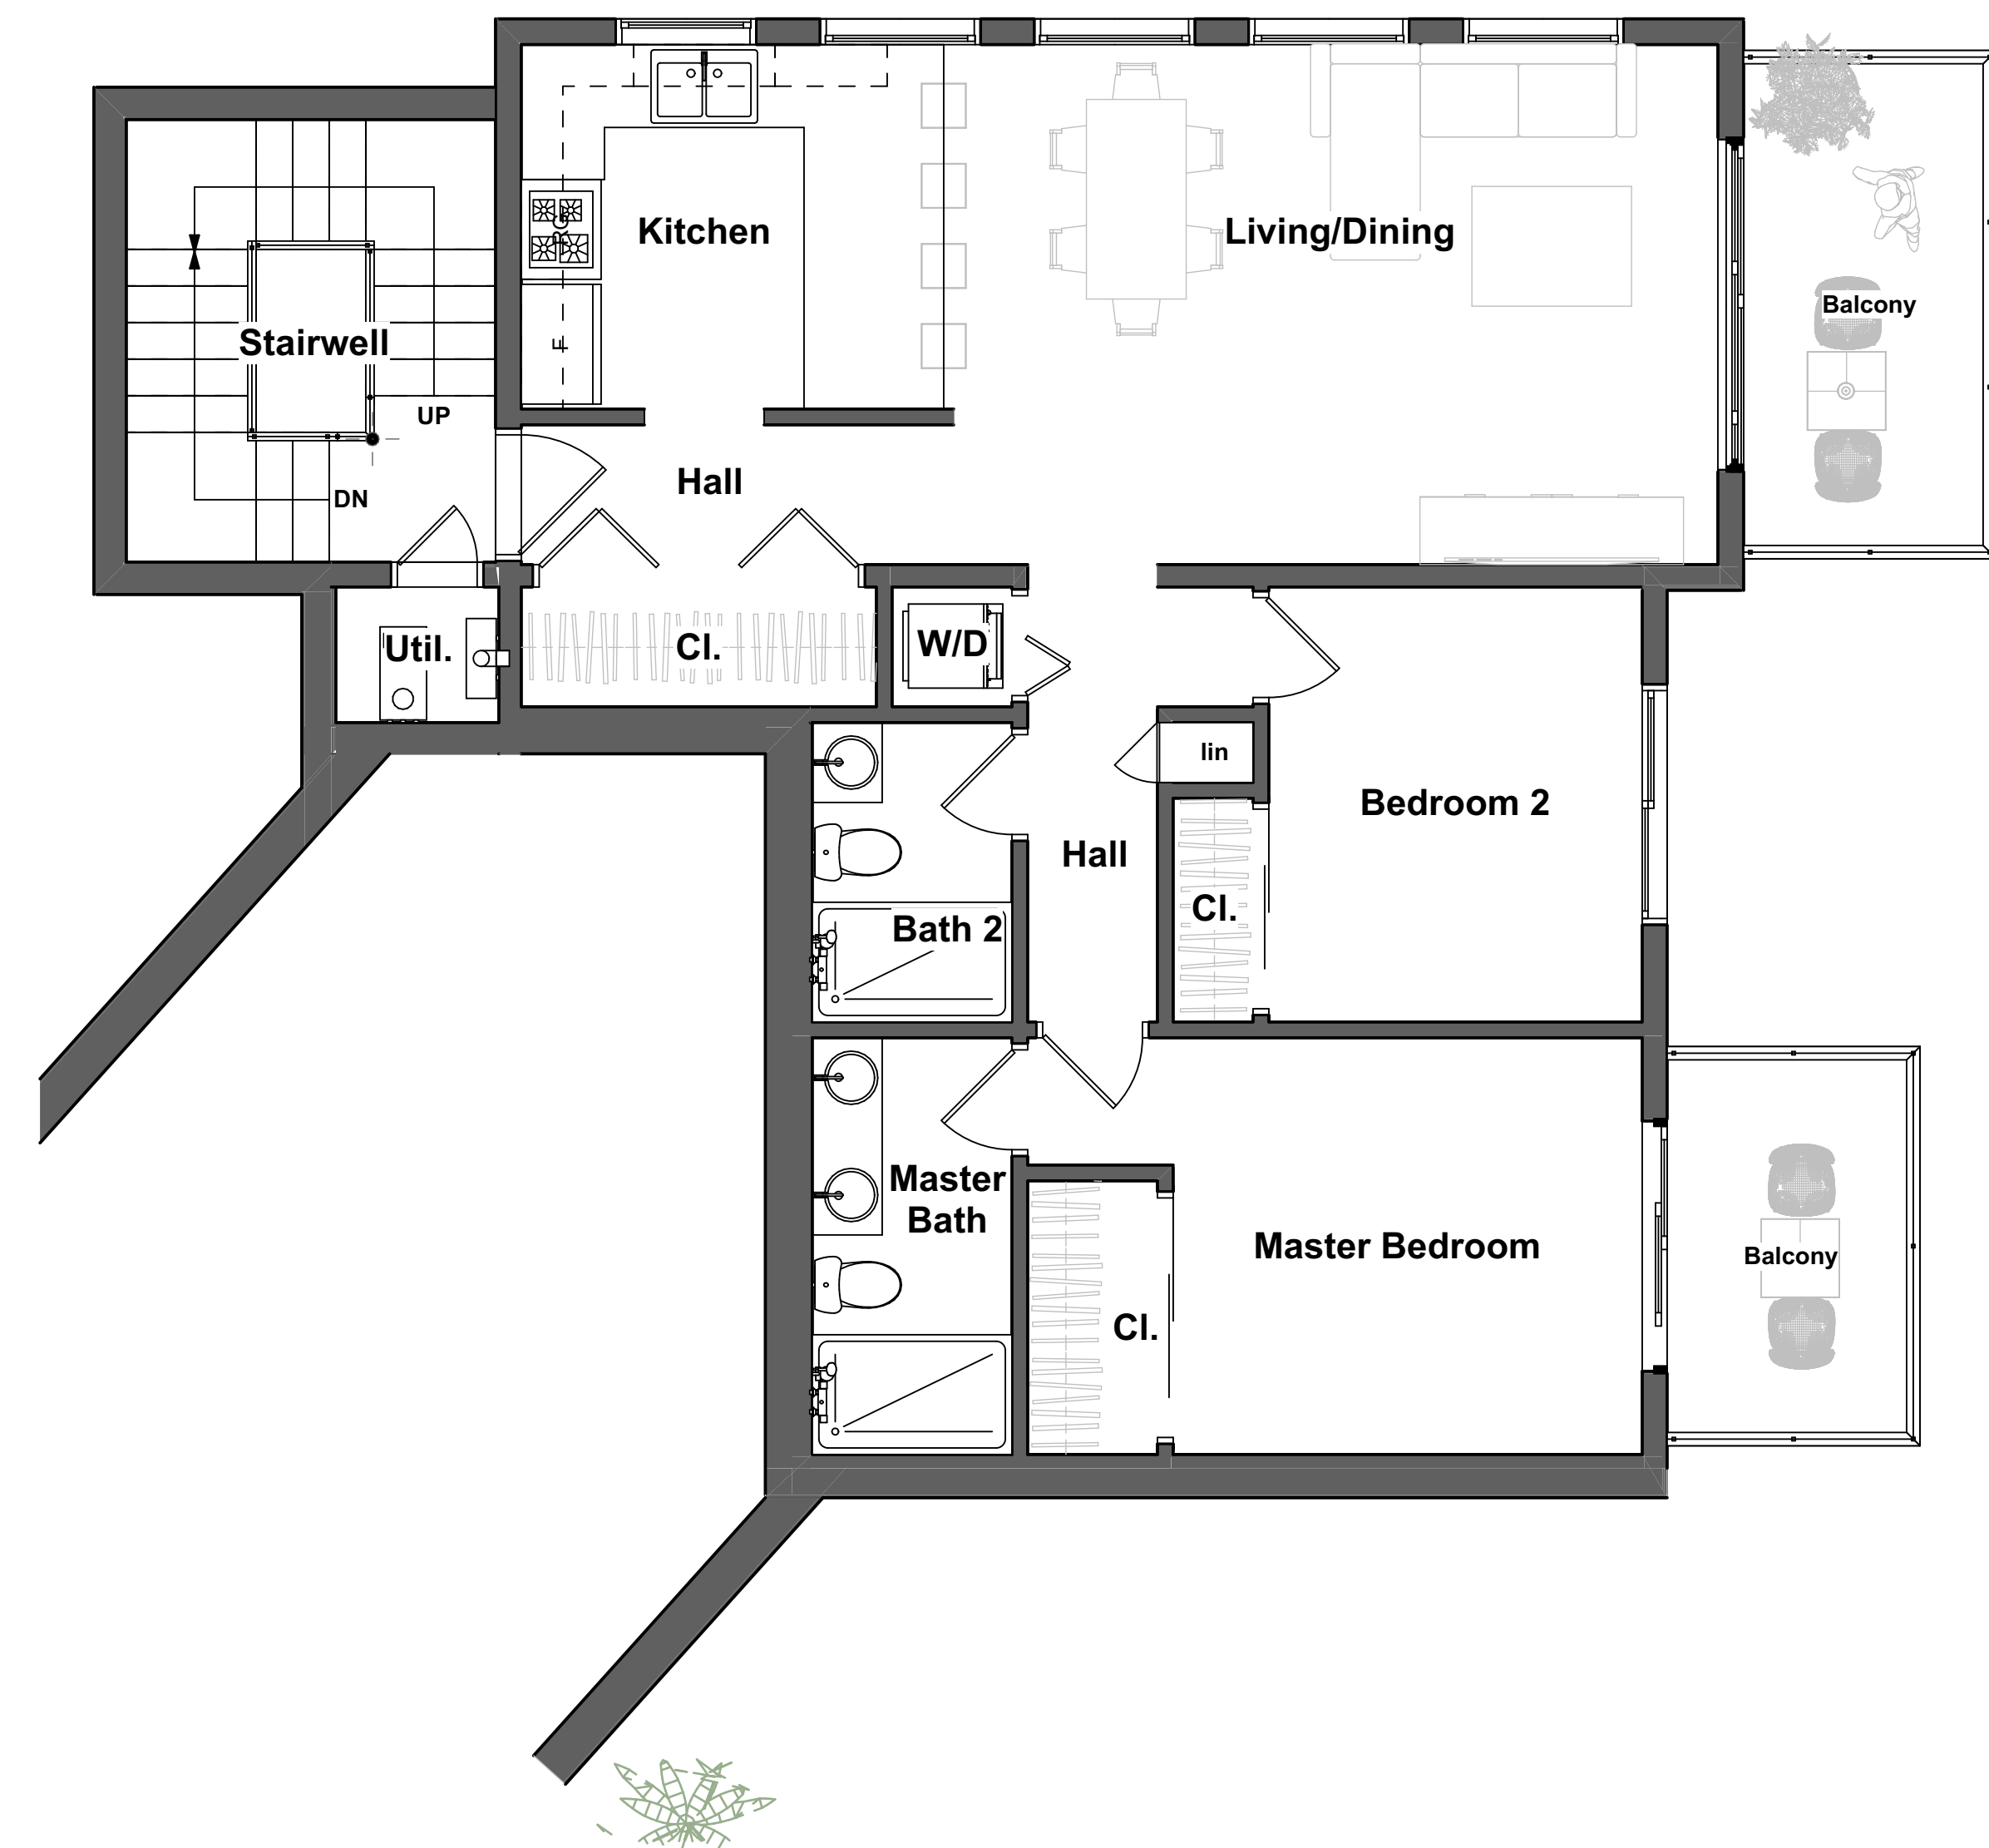 Kitchen
RG
Living/Dining
Balcony
Stairwell
F
UP
Hall
DN
Util.
Cl.
W/D
lin
Bedroom 2
Hall
Cl.
Bath 2
Master
Bath
Master Bedroom
Balcony
Cl.